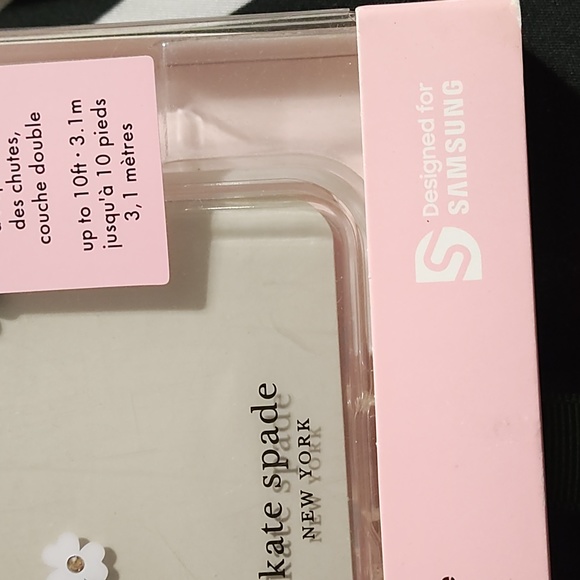 des chutes,
couche double
up to 10ft · 3.1m
jusqu'à 10 pieds
3,1 mètres
Designed for
SAMSUNG
kate spade
NEW YORK